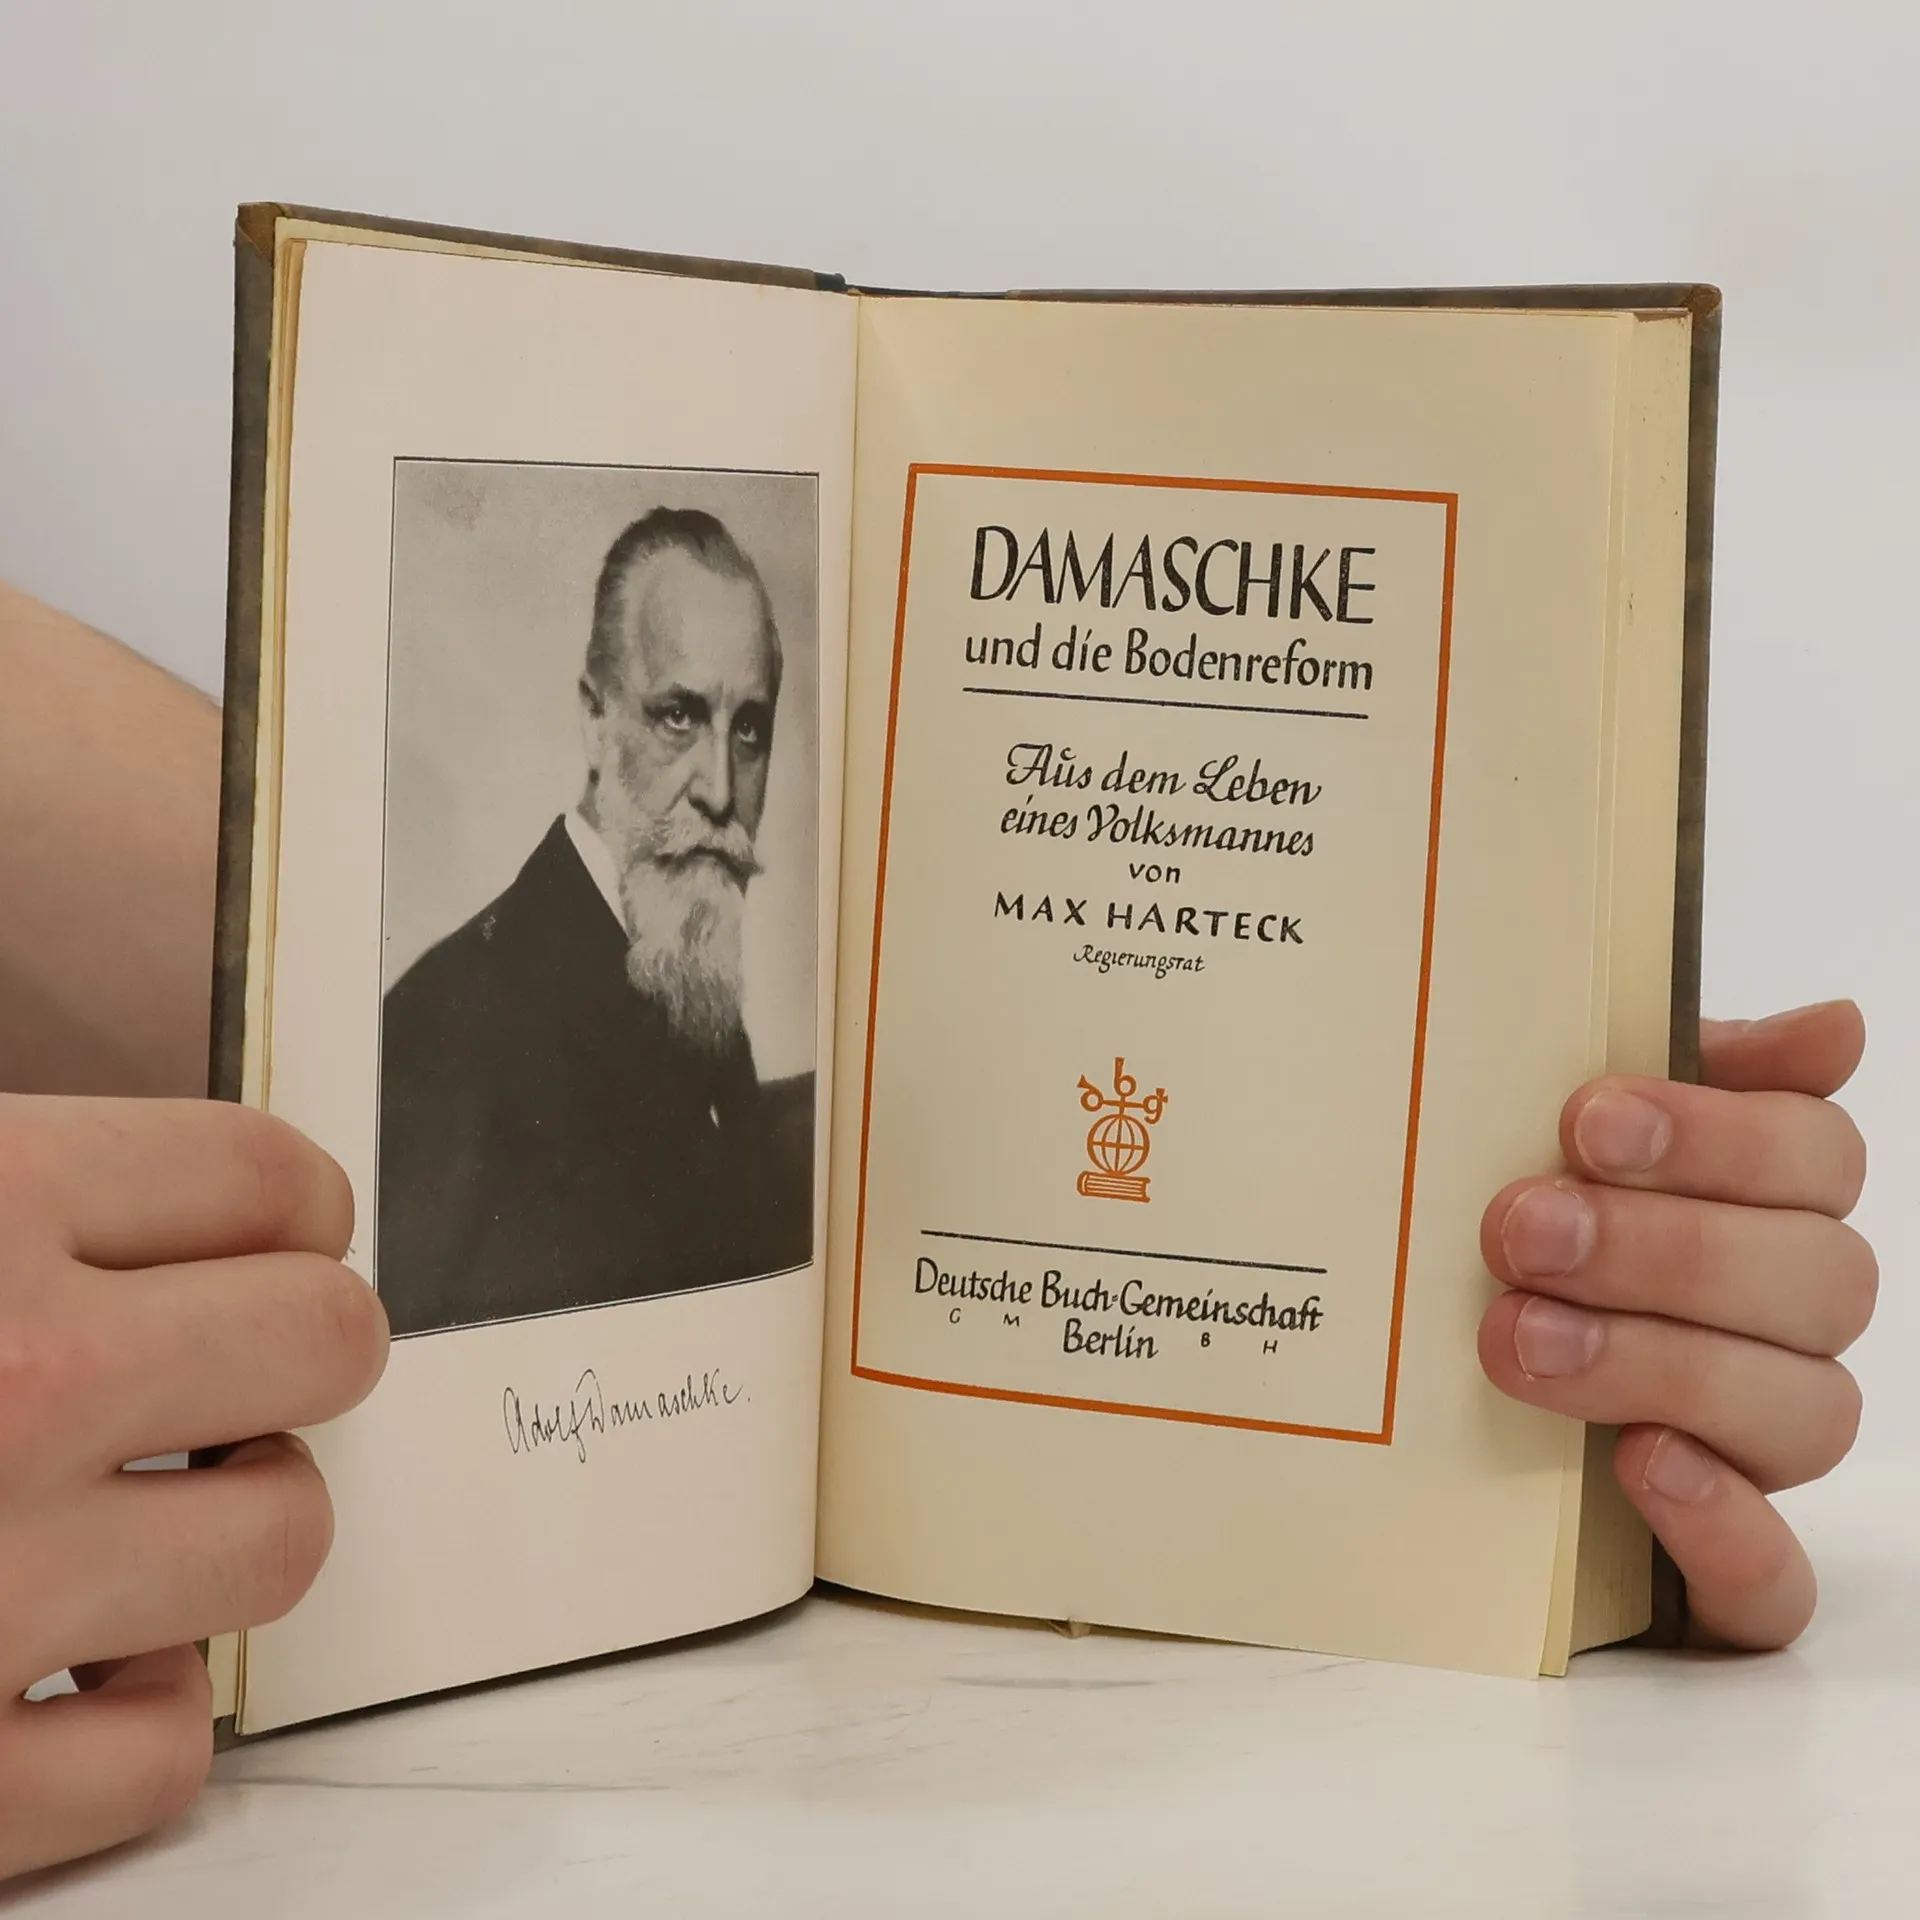 Adolf Damaschke.
DAMASCHKE
und die Bodenreform
Aus dem Leben
eines Volksmannes
von
MAX HARTECK
Regierungsrat
dbg
Deutsche Buch-Gemeinschaft
G M B H
Berlin